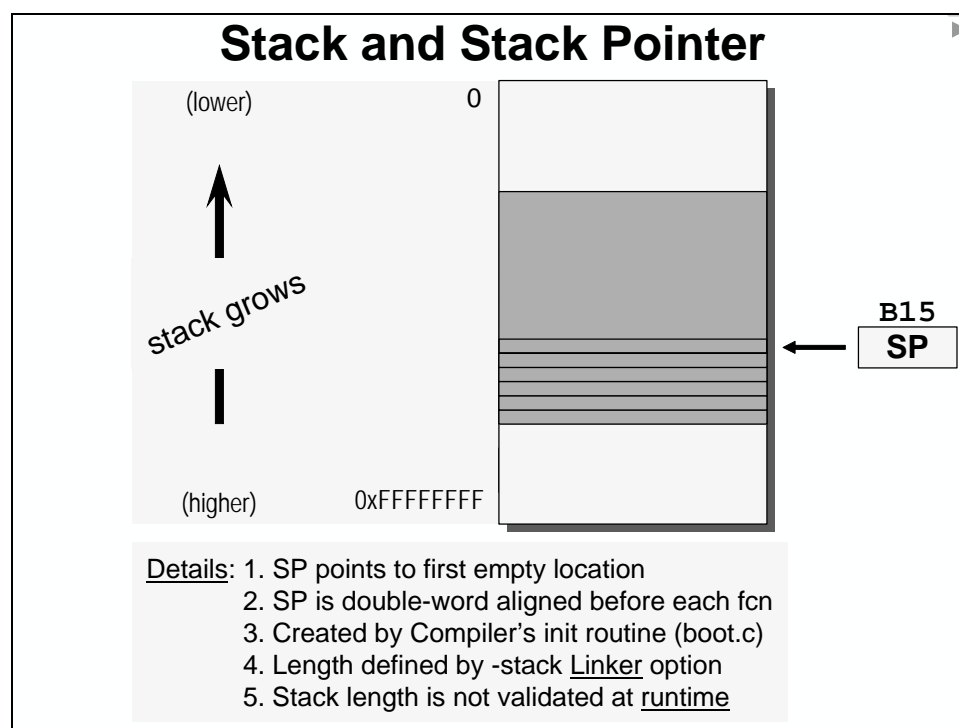 Stack and Stack Pointer
(lower)
0
stack grows
B15
SP
(higher)
0xFFFFFFFF
Details: 1. SP points to first empty location
2. SP is double-word aligned before each fcn
3. Created by Compiler's init routine (boot.c)
4. Length defined by -stack Linker option
5. Stack length is not validated at runtime